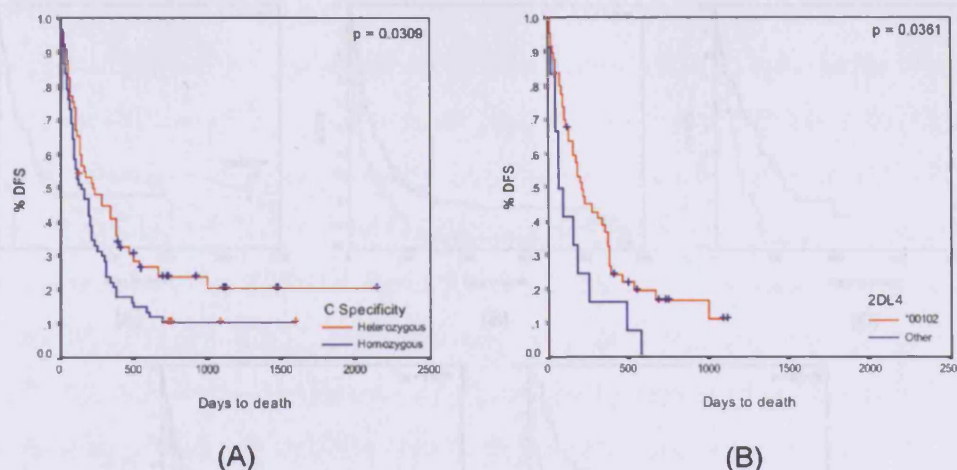 p = 0.0309
1.0
.9
.8
.7
.6
.5
.4
.3
.2
.1
0.0
% DFS
0
500
1000
1500
2000
2500
Days to death
C Specificity
Heterozygous
Homozygous
(A)
p = 0.0361
1.0
.9
.8
.7
.6
.5
.4
.3
.2
.1
0.0
% DFS
0
500
1000
1500
2000
250
Days to death
2DL4
*00102
Other
(B)